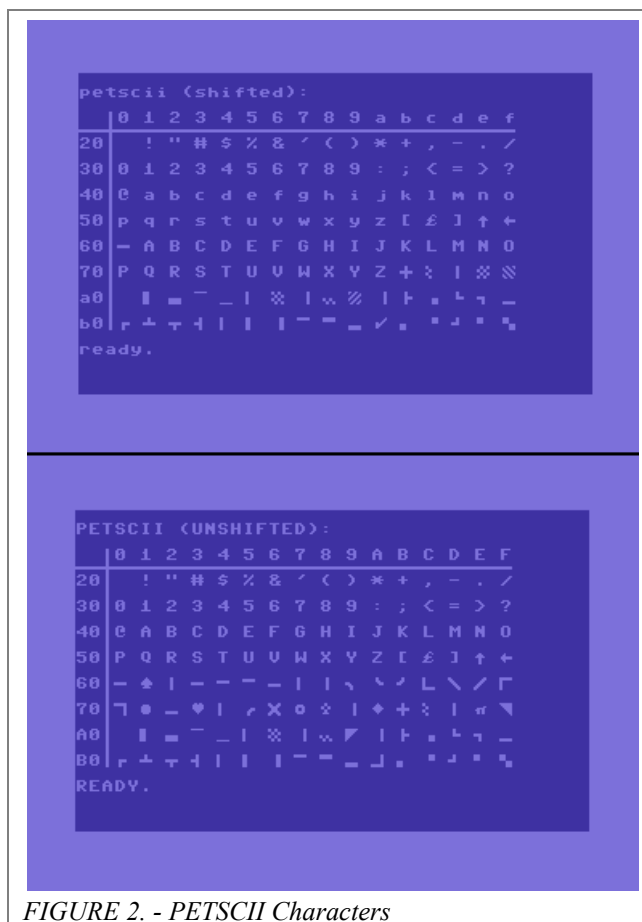 petscii (shifted):
0 1 2 3 4 5 6 7 8 9 a b c d e f
20 ! " # $ % & ´ ( ) * + , - . /
30 0 1 2 3 4 5 6 7 8 9 : ; < = > ?
40 @ a b c d e f g h i j k l m n o
50 p q r s t u v w x y z [ £ ] ↑ ←
60 ─ A B C D E F G H I J K L M N O
70 P Q R S T U V W X Y Z
a0
b0
ready.
PETSCII (UNSHIFTED):
0 1 2 3 4 5 6 7 8 9 A B C D E F
20 ! " # $ % & ´ ( ) * + , - . /
30 0 1 2 3 4 5 6 7 8 9 : ; < = > ?
40 @ A B C D E F G H I J K L M N O
50 P Q R S T U V W X Y Z [ £ ] ↑ ←
60
70
A0
B0
READY.
FIGURE 2. - PETSCII Characters